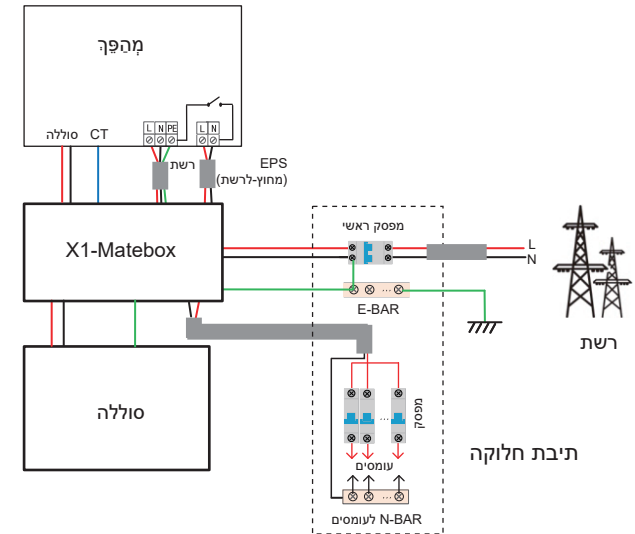 מְהַפֵּךְ
L N PE
L N
סוללה
CT
רשת
EPS
(מחוץ-לרשת)
X1-Matebox
מפסק ראשי
L
N
...
E-BAR
רשת
סוללה
...
מפסק
עומסים
תיבת חלוקה
...
N-BAR לעומסים